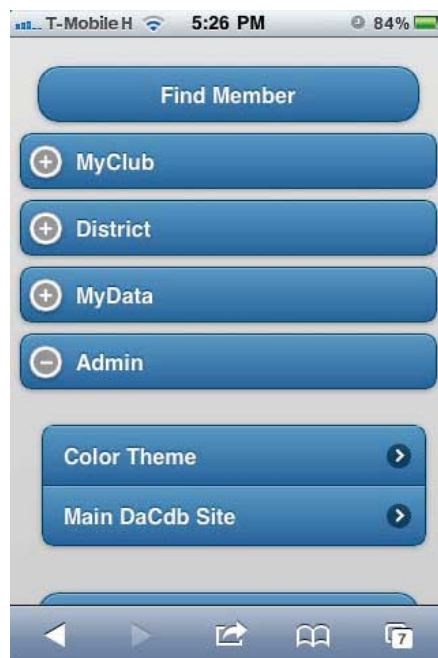 T-Mobile H 5:26 PM 84%
Find Member
MyClub
District
MyData
Admin
Color Theme
Main DaCdb Site
7